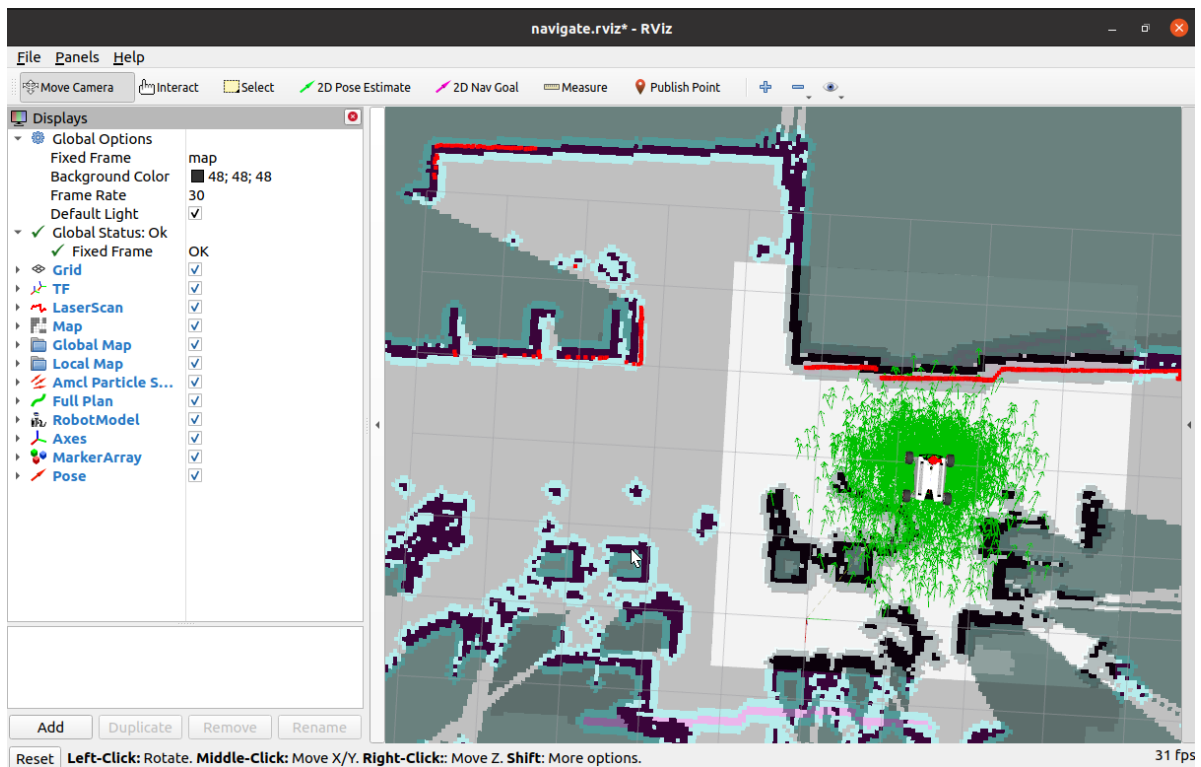 navigate.rviz* - RViz
File Panels Help
Move Camera Interact Select 2D Pose Estimate 2D Nav Goal Measure Publish Point
Displays
Global Options
Fixed Frame map
Background Color 48; 48; 48
Frame Rate 30
Default Light
Global Status: Ok
Fixed Frame OK
Grid
TF
LaserScan
Map
Global Map
Local Map
Amcl Particle S...
Full Plan
RobotModel
Axes
MarkerArray
Pose
Add Duplicate Remove Rename
Reset Left-Click: Rotate. Middle-Click: Move X/Y. Right-Click:: Move Z. Shift: More options. 31 fps